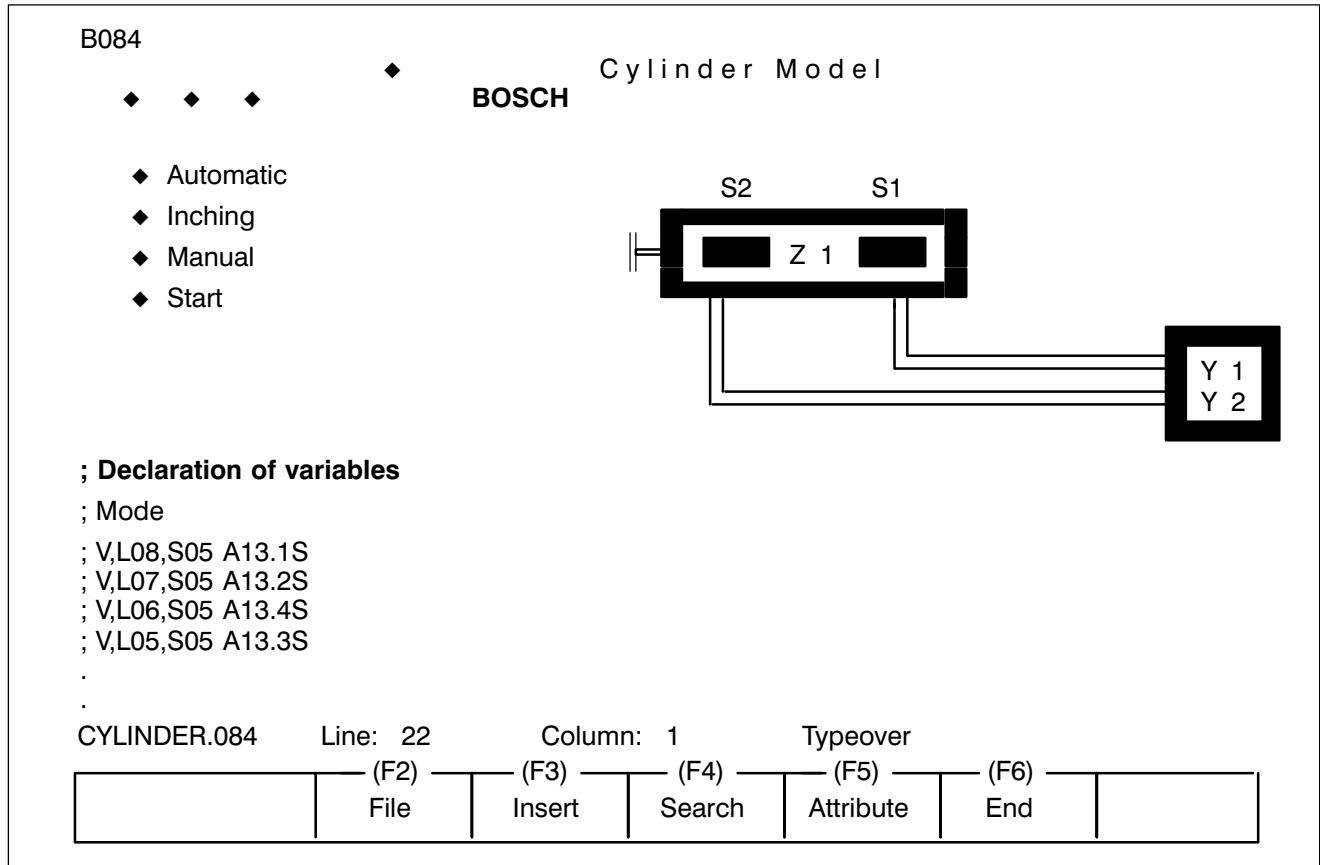 B084
◆ Cylinder Model
◆ ◆ ◆ BOSCH
◆ Automatic
◆ Inching
◆ Manual
◆ Start
S2 S1
Z 1
Y 1
Y 2
; Declaration of variables
; Mode
; V,L08,S05 A13.1S
; V,L07,S05 A13.2S
; V,L06,S05 A13.4S
; V,L05,S05 A13.3S
.
.
CYLINDER.084 Line: 22 Column: 1 Typeover
(F2) (F3) (F4) (F5) (F6)
File Insert Search Attribute End